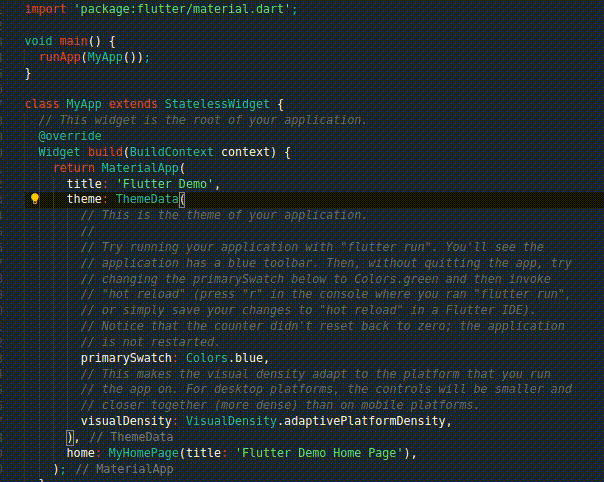 import 'package:flutter/material.dart';
void main() {
runApp(MyApp());
}
class MyApp extends StatelessWidget {
// This widget is the root of your application.
@override
Widget build(BuildContext context) {
return MaterialApp(
title: 'Flutter Demo',
theme: ThemeData(
// This is the theme of your application.
//
// Try running your application with "flutter run". You'll see the
// application has a blue toolbar. Then, without quitting the app, try
// changing the primarySwatch below to Colors.green and then invoke
// "hot reload" (press "r" in the console where you ran "flutter run",
// or simply save your changes to "hot reload" in a Flutter IDE).
// Notice that the counter didn't reset back to zero; the application
// is not restarted.
primarySwatch: Colors.blue,
// This makes the visual density adapt to the platform that you run
// the app on. For desktop platforms, the controls will be smaller and
// closer together (more dense) than on mobile platforms.
visualDensity: VisualDensity.adaptivePlatformDensity,
), // ThemeData
home: MyHomePage(title: 'Flutter Demo Home Page'),
); // MaterialApp